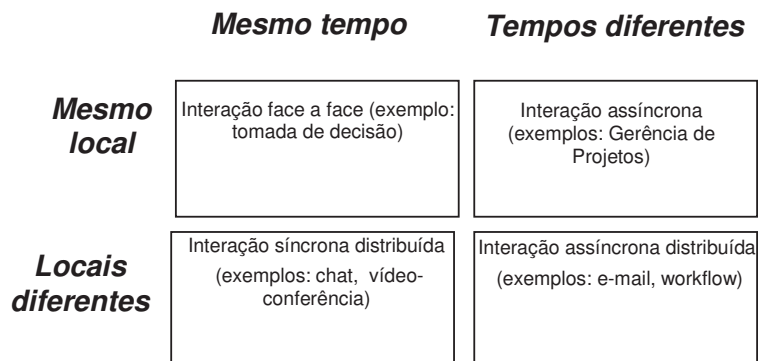 Mesmo tempo
Tempos diferentes
Mesmo
local
Interação face a face (exemplo:
tomada de decisão)
Interação assíncrona
(exemplos: Gerência de
Projetos)
Locais
diferentes
Interação síncrona distribuída
(exemplos: chat, vídeo-
conferência)
Interação assíncrona distribuída
(exemplos: e-mail, workflow)